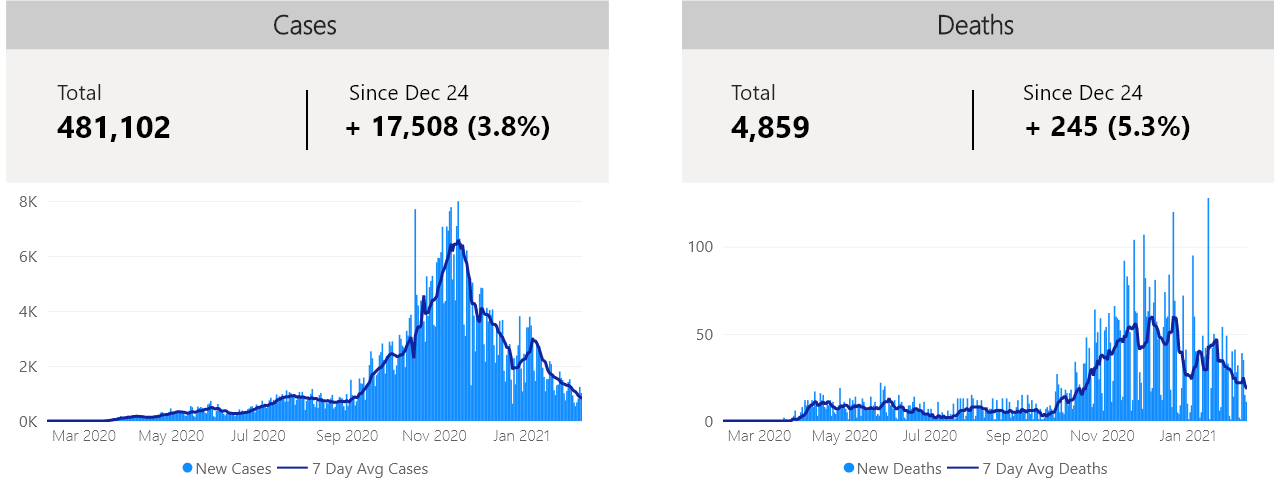 Cases
Total
481,102
Since Dec 24
+ 17,508 (3.8%)
8K
6K
4K
2K
0K
Mar 2020 May 2020 Jul 2020 Sep 2020 Nov 2020 Jan 2021
New Cases 7 Day Avg Cases
Deaths
Total
4,859
Since Dec 24
+ 245 (5.3%)
100
50
0
Mar 2020 May 2020 Jul 2020 Sep 2020 Nov 2020 Jan 2021
New Deaths 7 Day Avg Deaths